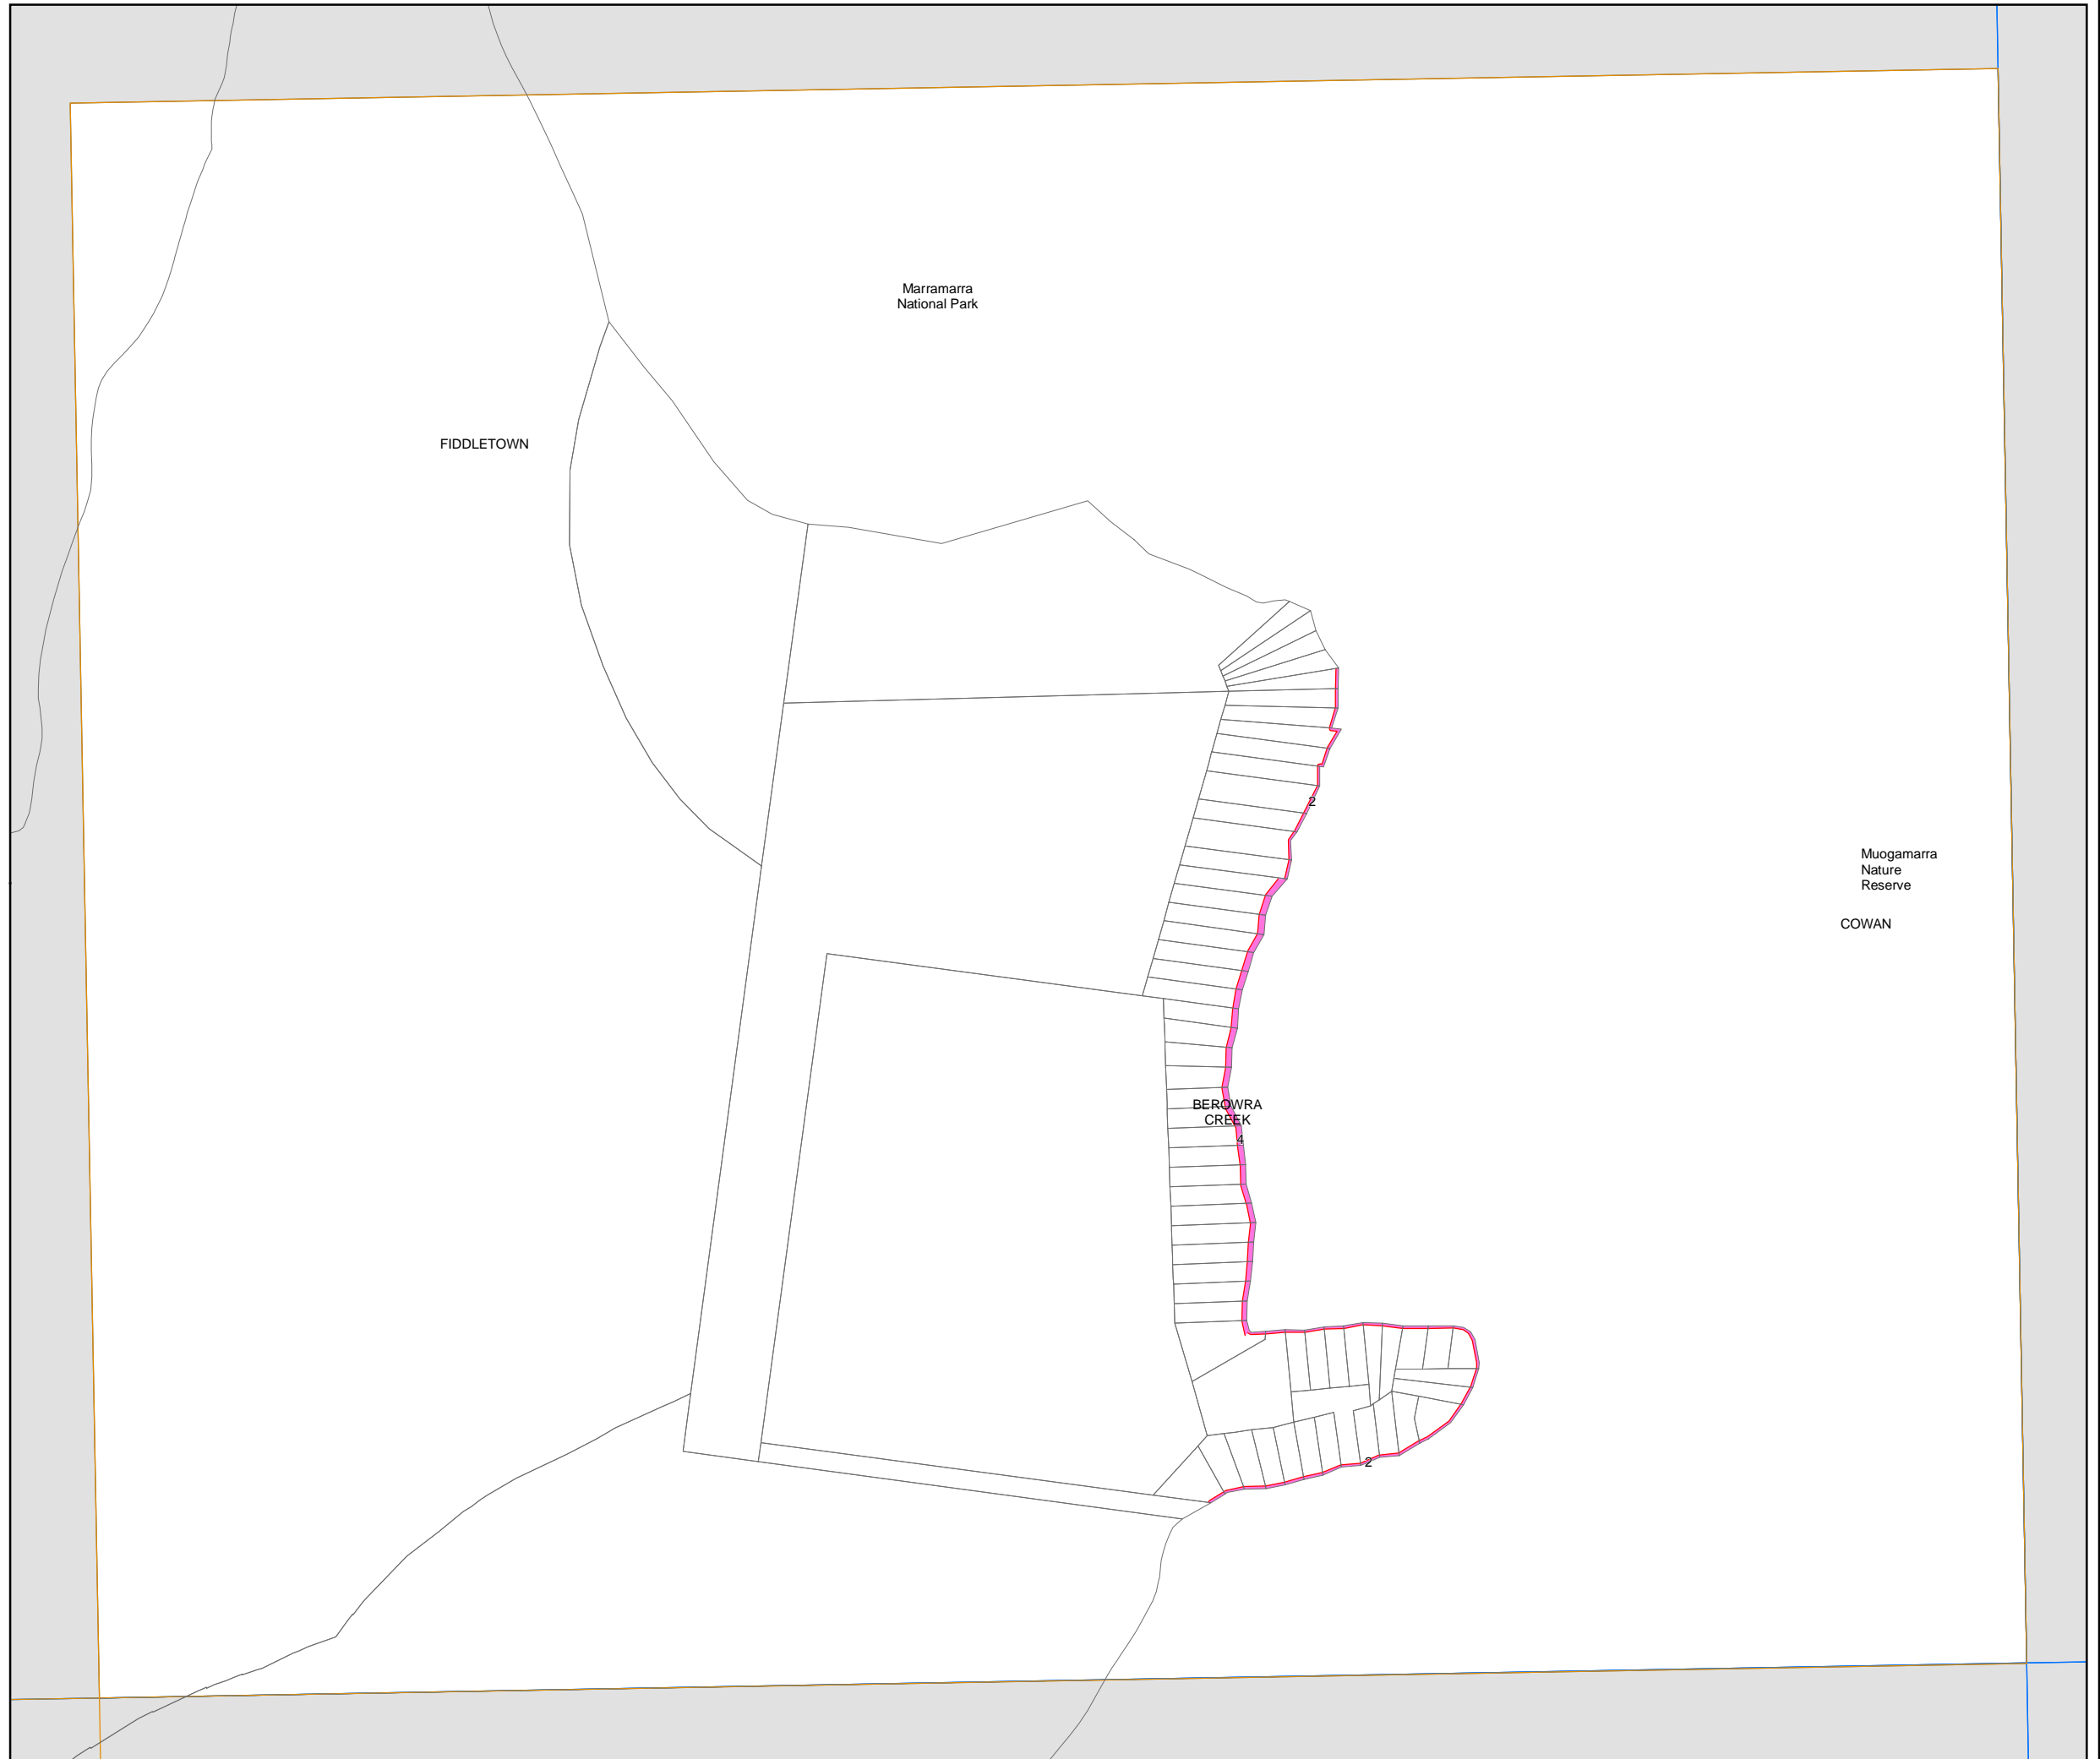 Marramarra
National Park
FIDDLETOWN
2
Muogamarra
Nature
Reserve
COWAN
BEROWRA
CREEK
4
2